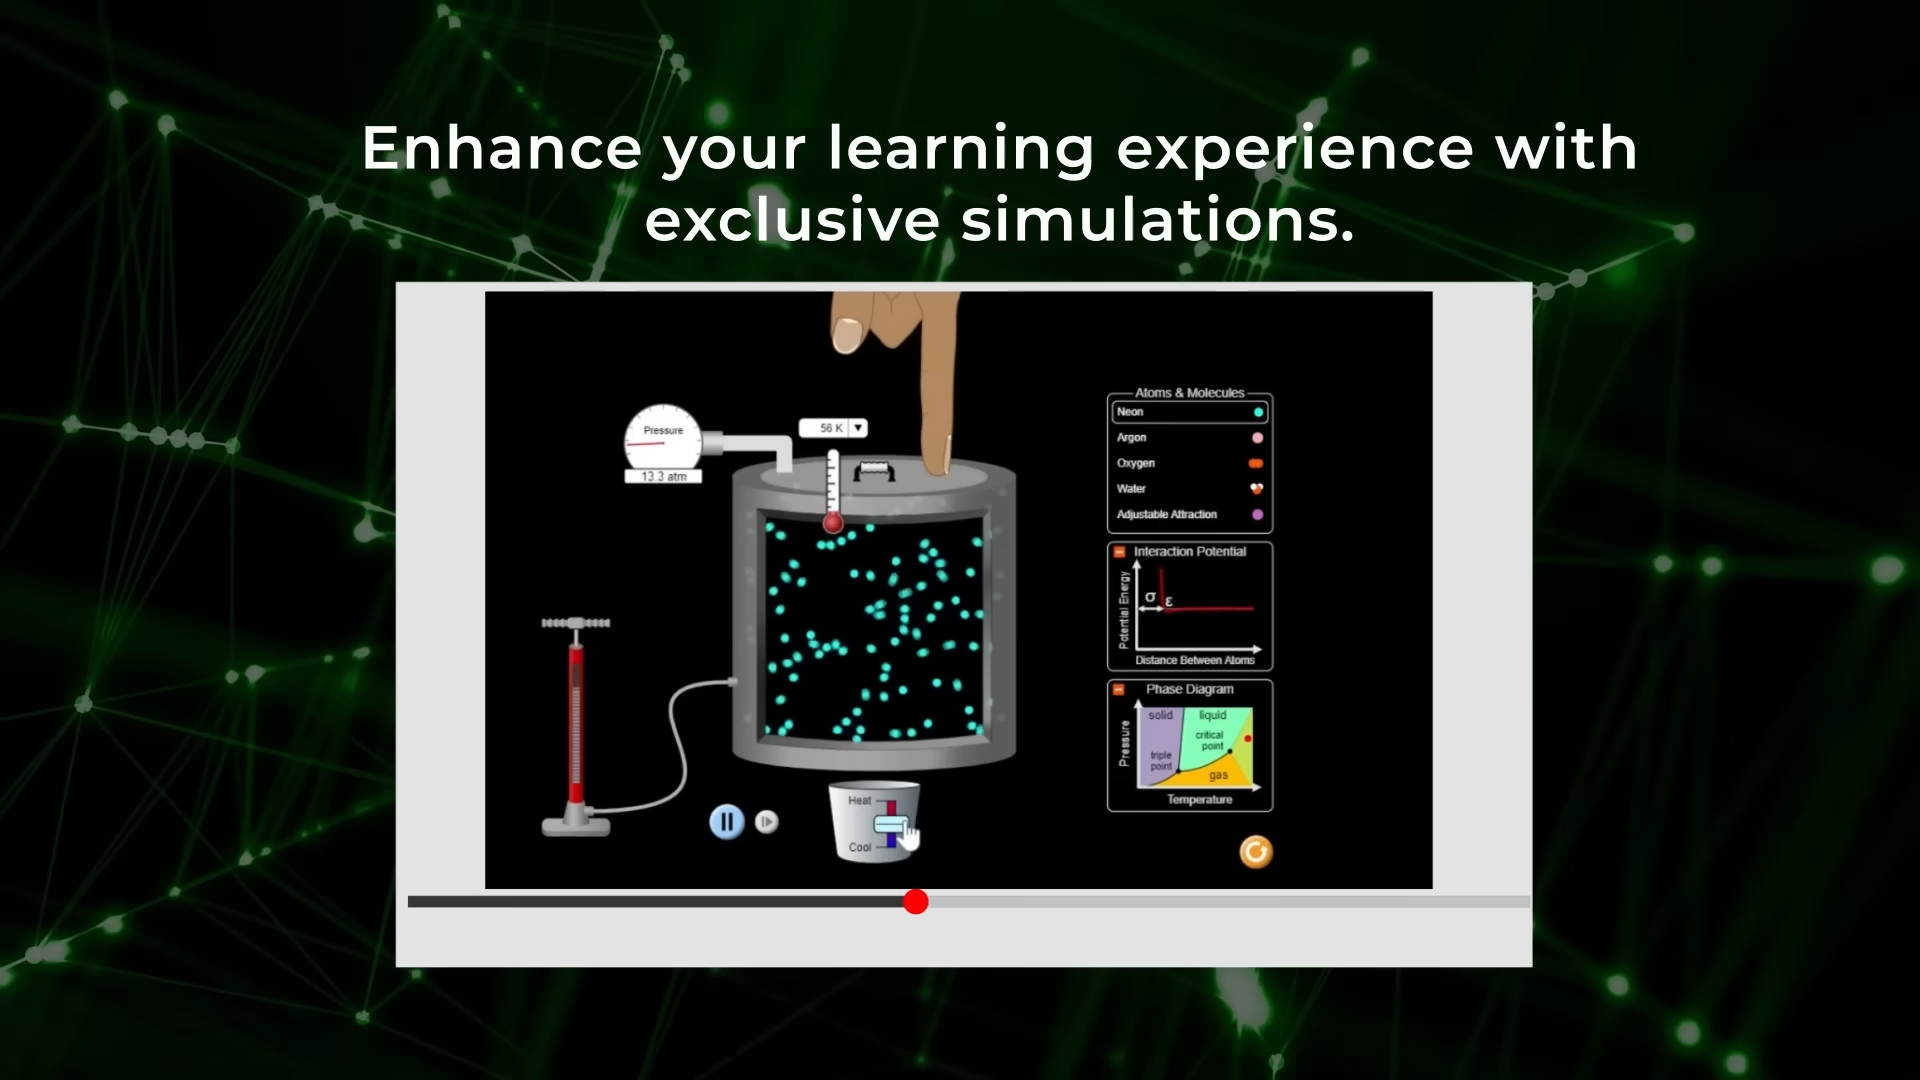 Enhance your learning experience with
exclusive simulations.
Pressure
13.3 atm
56 K
Atoms & Molecules
Neon
Argon
Oxygen
Water
Adjustable Attraction
Interaction Potential
Potential Energy
σ
ε
Distance Between Atoms
Phase Diagram
Pressure
solid
liquid
critical
point
triple
point
gas
Temperature
Heat
Cool